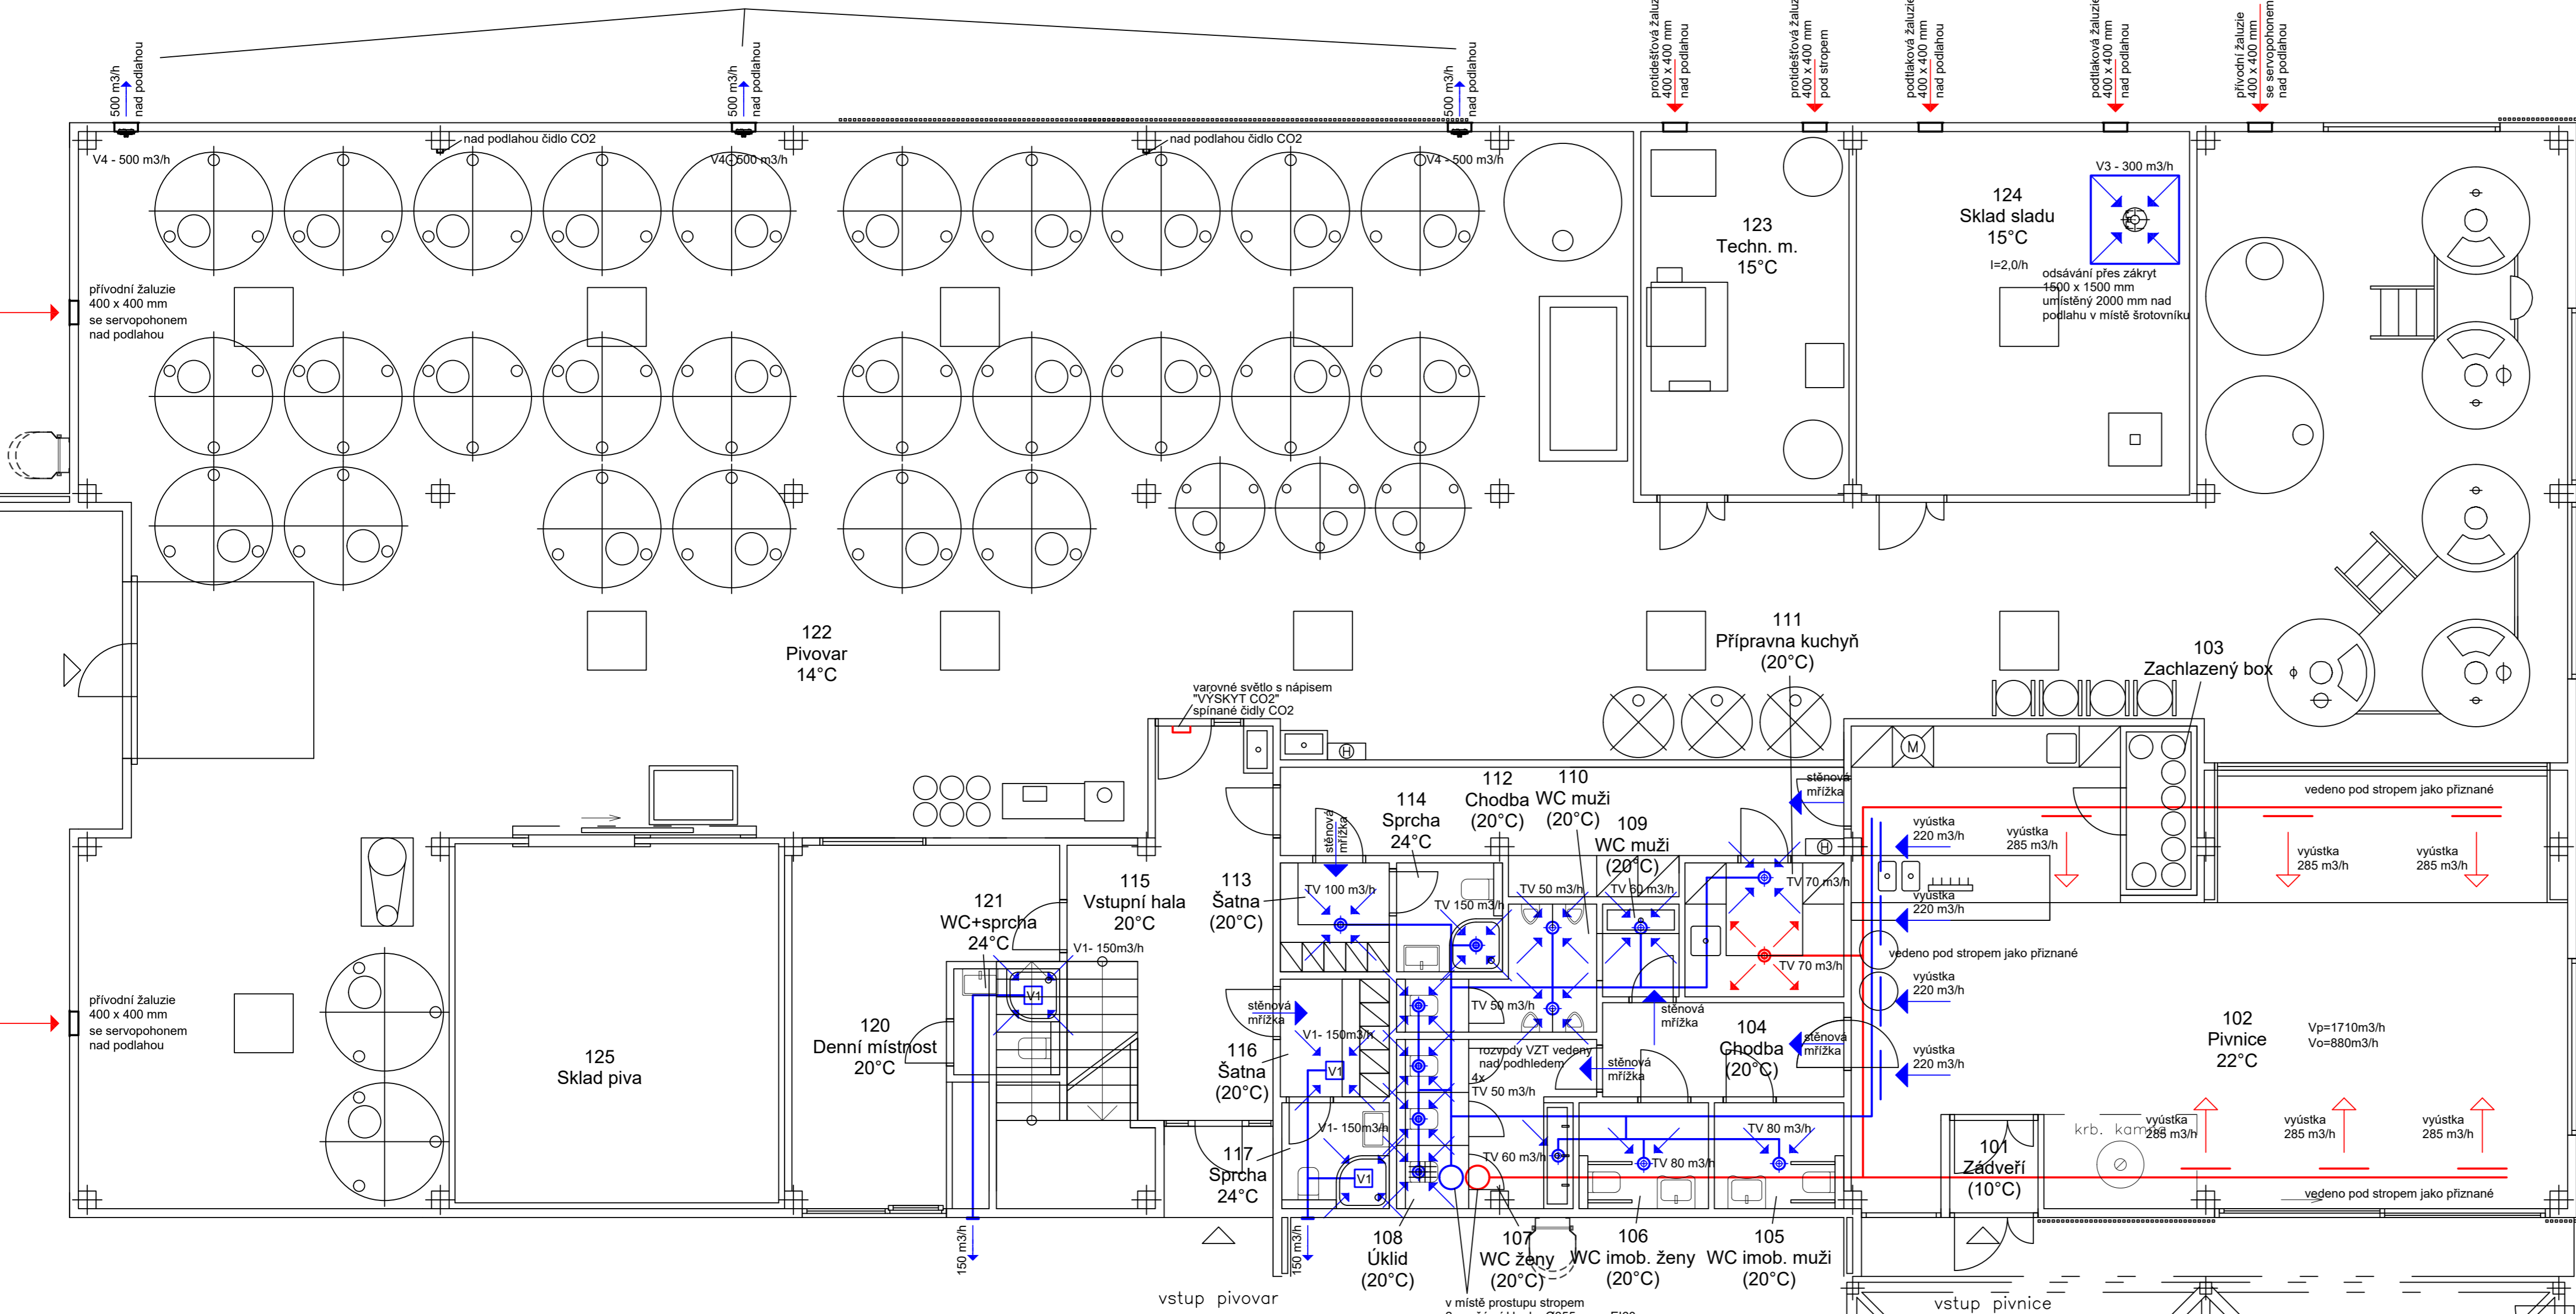 500 m3/h
nad podlahou
500 m3/h
nad podlahou
500 m3/h
nad podlahou
400 x 400 mm
nad podlahou
400 x 400 mm
pod stropem
podtlaková žaluzie
400 x 400 mm
nad podlahou
podtlaková žaluzie
400 x 400 mm
nad podlahou
přívodní žaluzie
400 x 400 mm
se servopohonem
nad podlahou
V4 - 500 m3/h
nad podlahou čidlo CO2
V4 - 500 m3/h
nad podlahou čidlo CO2
V4 - 500 m3/h
123
Techn. m.
15°C
124
Sklad sladu
15°C
I=2,0/h
V3 - 300 m3/h
odsávání přes zákryt
1500 x 1500 mm
umístěný 2000 mm nad
podlahu v místě šrotovníku
přívodní žaluzie
400 x 400 mm
se servopohonem
nad podlahou
122
Pivovar
14°C
varovné světlo s nápisem
"VÝSKYT CO2"
spínané čidly CO2
111
Přípravna kuchyň
(20°C)
103
Zachlazený box
H
M
stěnová
mřížka
112
Chodba
(20°C)
110
WC muži
(20°C)
114
Sprcha
24°C
109
WC muži
(20°C)
stěnová
mřížka
H
vedeno pod stropem jako přiznané
vyústka
220 m3/h
vyústka
285 m3/h
vyústka
285 m3/h
vyústka
285 m3/h
113
Šatna
(20°C)
115
Vstupní hala
20°C
121
WC+sprcha
24°C
V1- 150m3/h
V1
TV 100 m3/h
TV 150 m3/h
TV 50 m3/h
TV 60 m3/h
TV 70 m3/h
TV 70 m3/h
vyústka
220 m3/h
vedeno pod stropem jako přiznané
vyústka
220 m3/h
vyústka
220 m3/h
přívodní žaluzie
400 x 400 mm
se servopohonem
nad podlahou
125
Sklad piva
120
Denní místnost
20°C
stěnová
mřížka
V1- 150m3/h
V1
116
Šatna
(20°C)
TV 50 m3/h
rozvody VZT vedeny
nad podhledem
4x
TV 50 m3/h
stěnová
mřížka
stěnová
mřížka
104
Chodba
(20°C)
stěnová
mřížka
102
Pivnice
22°C
Vp=1710m3/h
Vo=880m3/h
V1- 150m3/h
V1
117
Sprcha
24°C
TV 60 m3/h
TV 80 m3/h
TV 80 m3/h
101
Zádveří
(10°C)
krb. kamna
vyústka
285 m3/h
vyústka
285 m3/h
vyústka
285 m3/h
vedeno pod stropem jako přiznané
150 m3/h
150 m3/h
108
Úklid
(20°C)
107
WC ženy
(20°C)
106
WC imob. ženy
(20°C)
105
WC imob. muži
(20°C)
vstup pivovar
v místě prostupu stropem
vstup pivnice